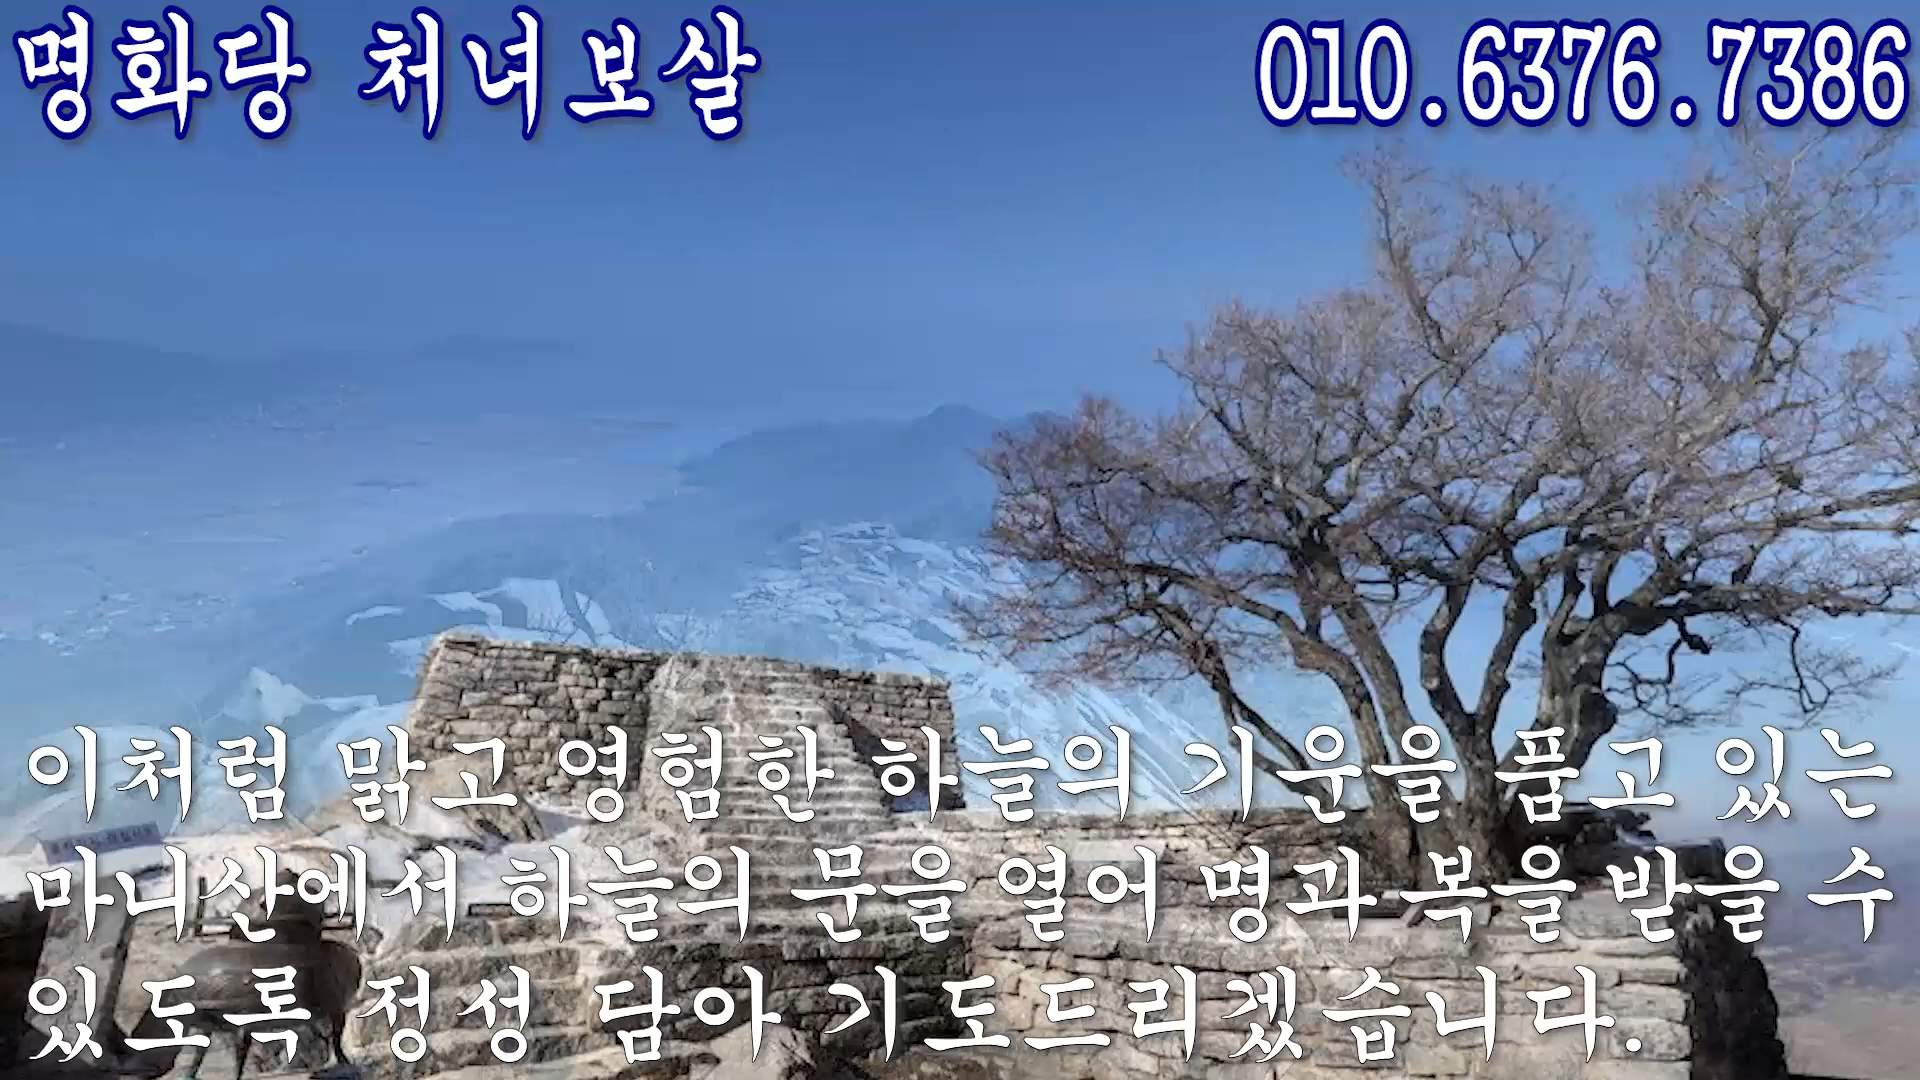 명화당 처녀보살 010.6376.7386
이처럼 맑고 영험한 하늘의 기운을 품고 있는
마니산에서 하늘의 문을 열어 명과 복을 받을 수
있도록 정성 담아 기도드리겠습니다.